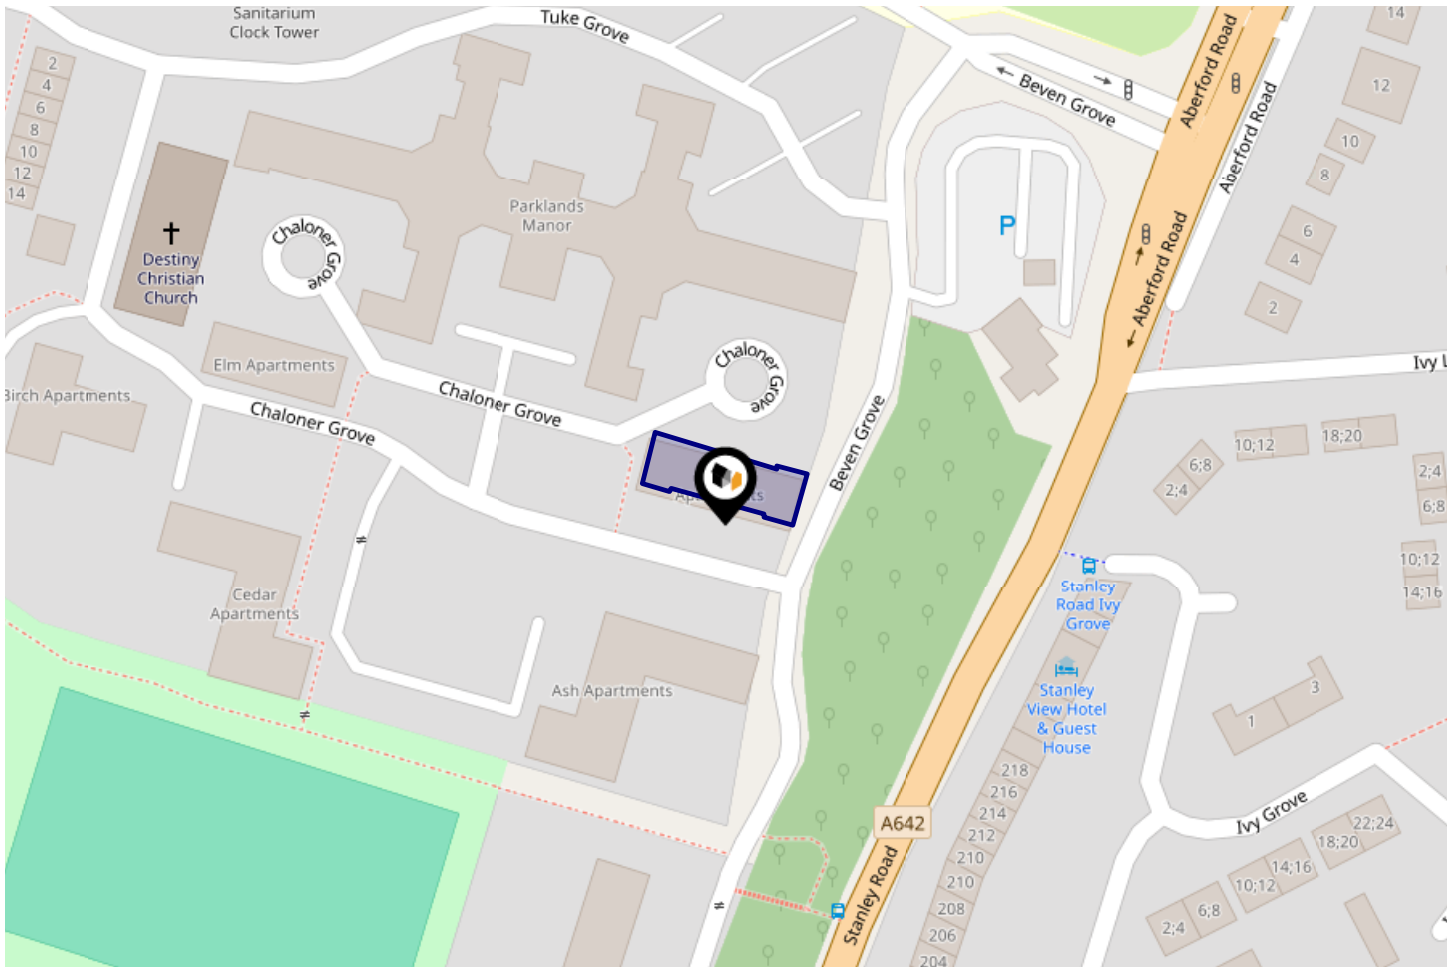 Sanitarium
Clock Tower
Tuke Grove
14
Aberford Road
Beven Grove
12
2
4
6
8
10
12
14
Aberford Road
10
8
Parklands
Manor
P
Chaloner Grove
Destiny
Christian
Church
6
4
Aberford Road
2
Elm Apartments
Chaloner Grove
Ivy L
Birch Apartments
Chaloner Grove
Chaloner Grove
Beven Grove
10;12
18;20
6;8
2;4
2;4
6;8
10;12
14;16
Stanley
Road Ivy
Grove
Cedar
Apartments
Ash Apartments
Stanley
View Hotel
& Guest
House
3
1
218
216
214
212
210
210
208
206
204
A642
Stanley Road
Ivy Grove
22;24
18;20
14;16
10;12
6;8
2;4